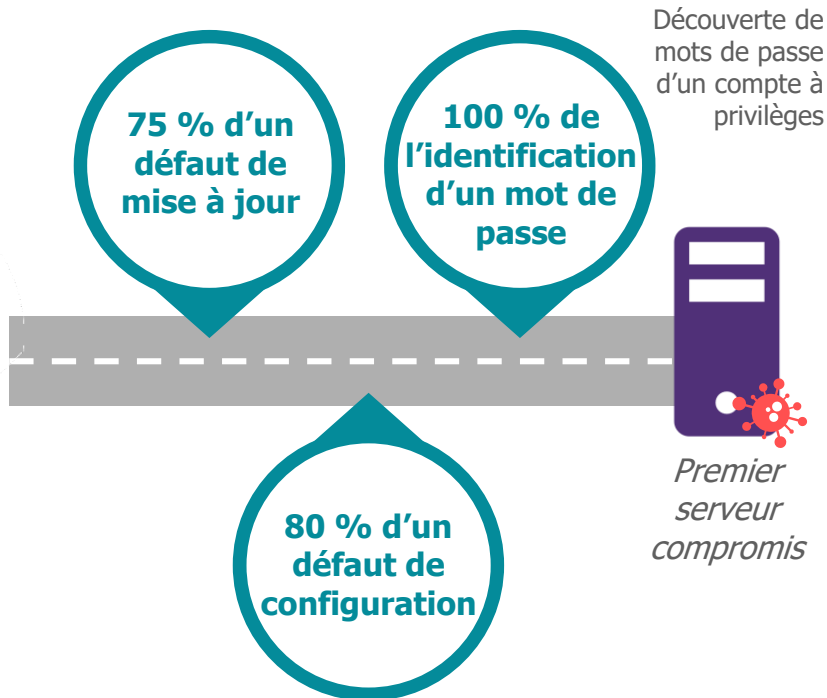 Découverte de
mots de passe
d’un compte à
privilèges
75 % d’un
défaut de
mise à jour
100 % de
l’identification
d’un mot de
passe
80 % d’un
défaut de
configuration
Premier
serveur
compromis